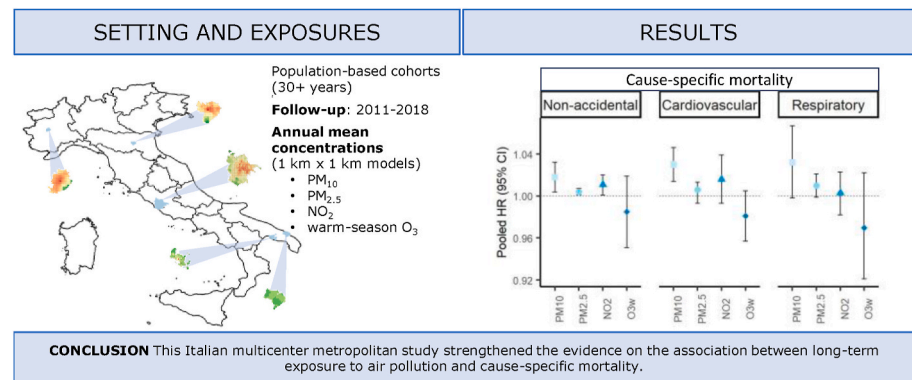 SETTING AND EXPOSURES
Population-based cohorts
(30+ years)
Follow-up: 2011-2018
Annual mean
concentrations
(1 km x 1 km models)
• PM₁₀
• PM₂.₅
• NO₂
• warm-season O₃
RESULTS
Cause-specific mortality
Non-accidental
Cardiovascular
Respiratory
Pooled HR (95% CI)
1.04
1.00
0.96
0.92
PM10
PM2.5
NO2
O3w
PM10
PM2.5
NO2
O3w
PM10
PM2.5
NO2
O3w
CONCLUSION This Italian multicenter metropolitan study strengthened the evidence on the association between long-term
exposure to air pollution and cause-specific mortality.